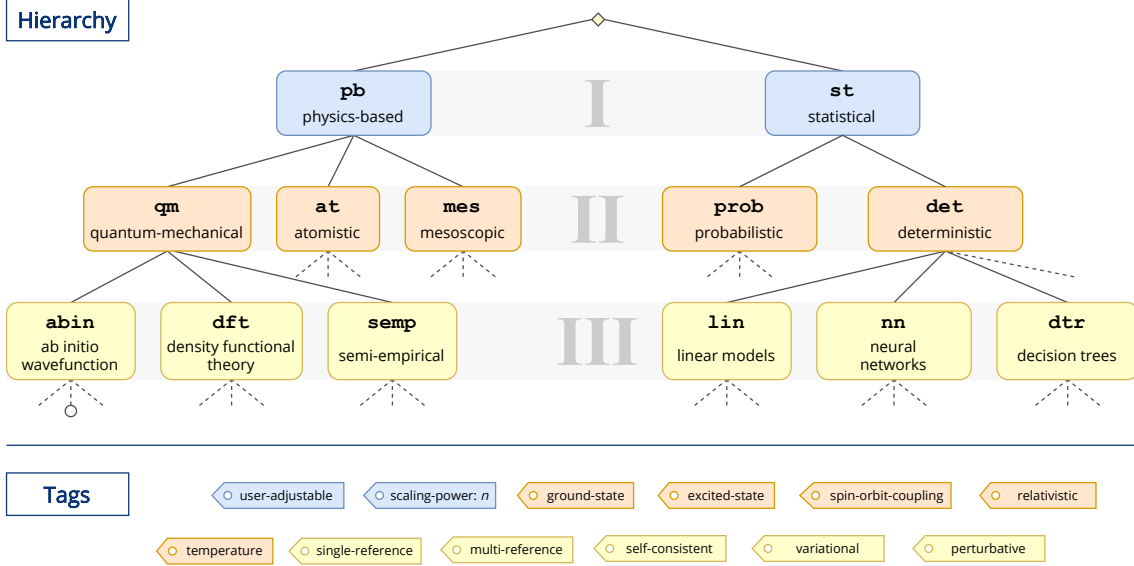 Hierarchy
pb
physics-based
I
st
statistical
qm
quantum-mechanical
at
atomistic
mes
mesoscopic
II
prob
probabilistic
det
deterministic
abin
ab initio
wavefunction
dft
density functional
theory
semp
semi-empirical
III
lin
linear models
nn
neural
networks
dtr
decision trees
Tags
user-adjustable
scaling-power: n
ground-state
excited-state
spin-orbit-coupling
relativistic
temperature
single-reference
multi-reference
self-consistent
variational
perturbative